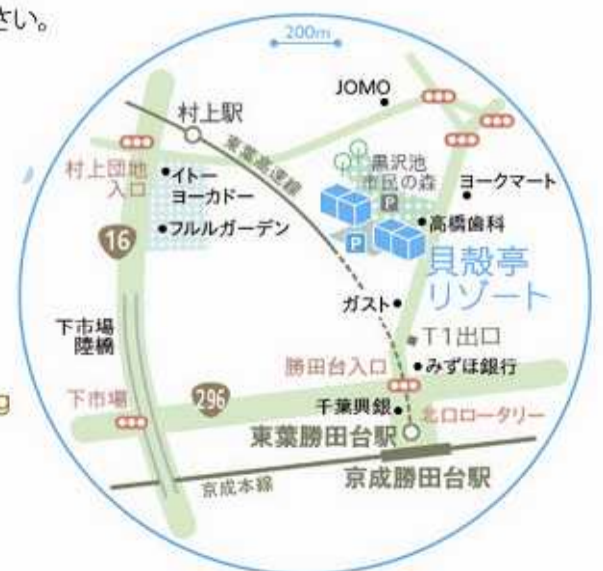 さい。
200m
JOMO
村上駅
東葉高速線
村上団地
入口
イトー
ヨーカドー
フルルガーデン
黒沢池
市民の森
P
ヨークマート
高橋歯科
P
貝殻亭
リゾート
16
ガスト
下市場
陸橋
T1出口
勝田台入口
みずほ銀行
g
下市場
296
千葉興銀
北口ロータリー
東葉勝田台駅
京成勝田台駅
京成本線